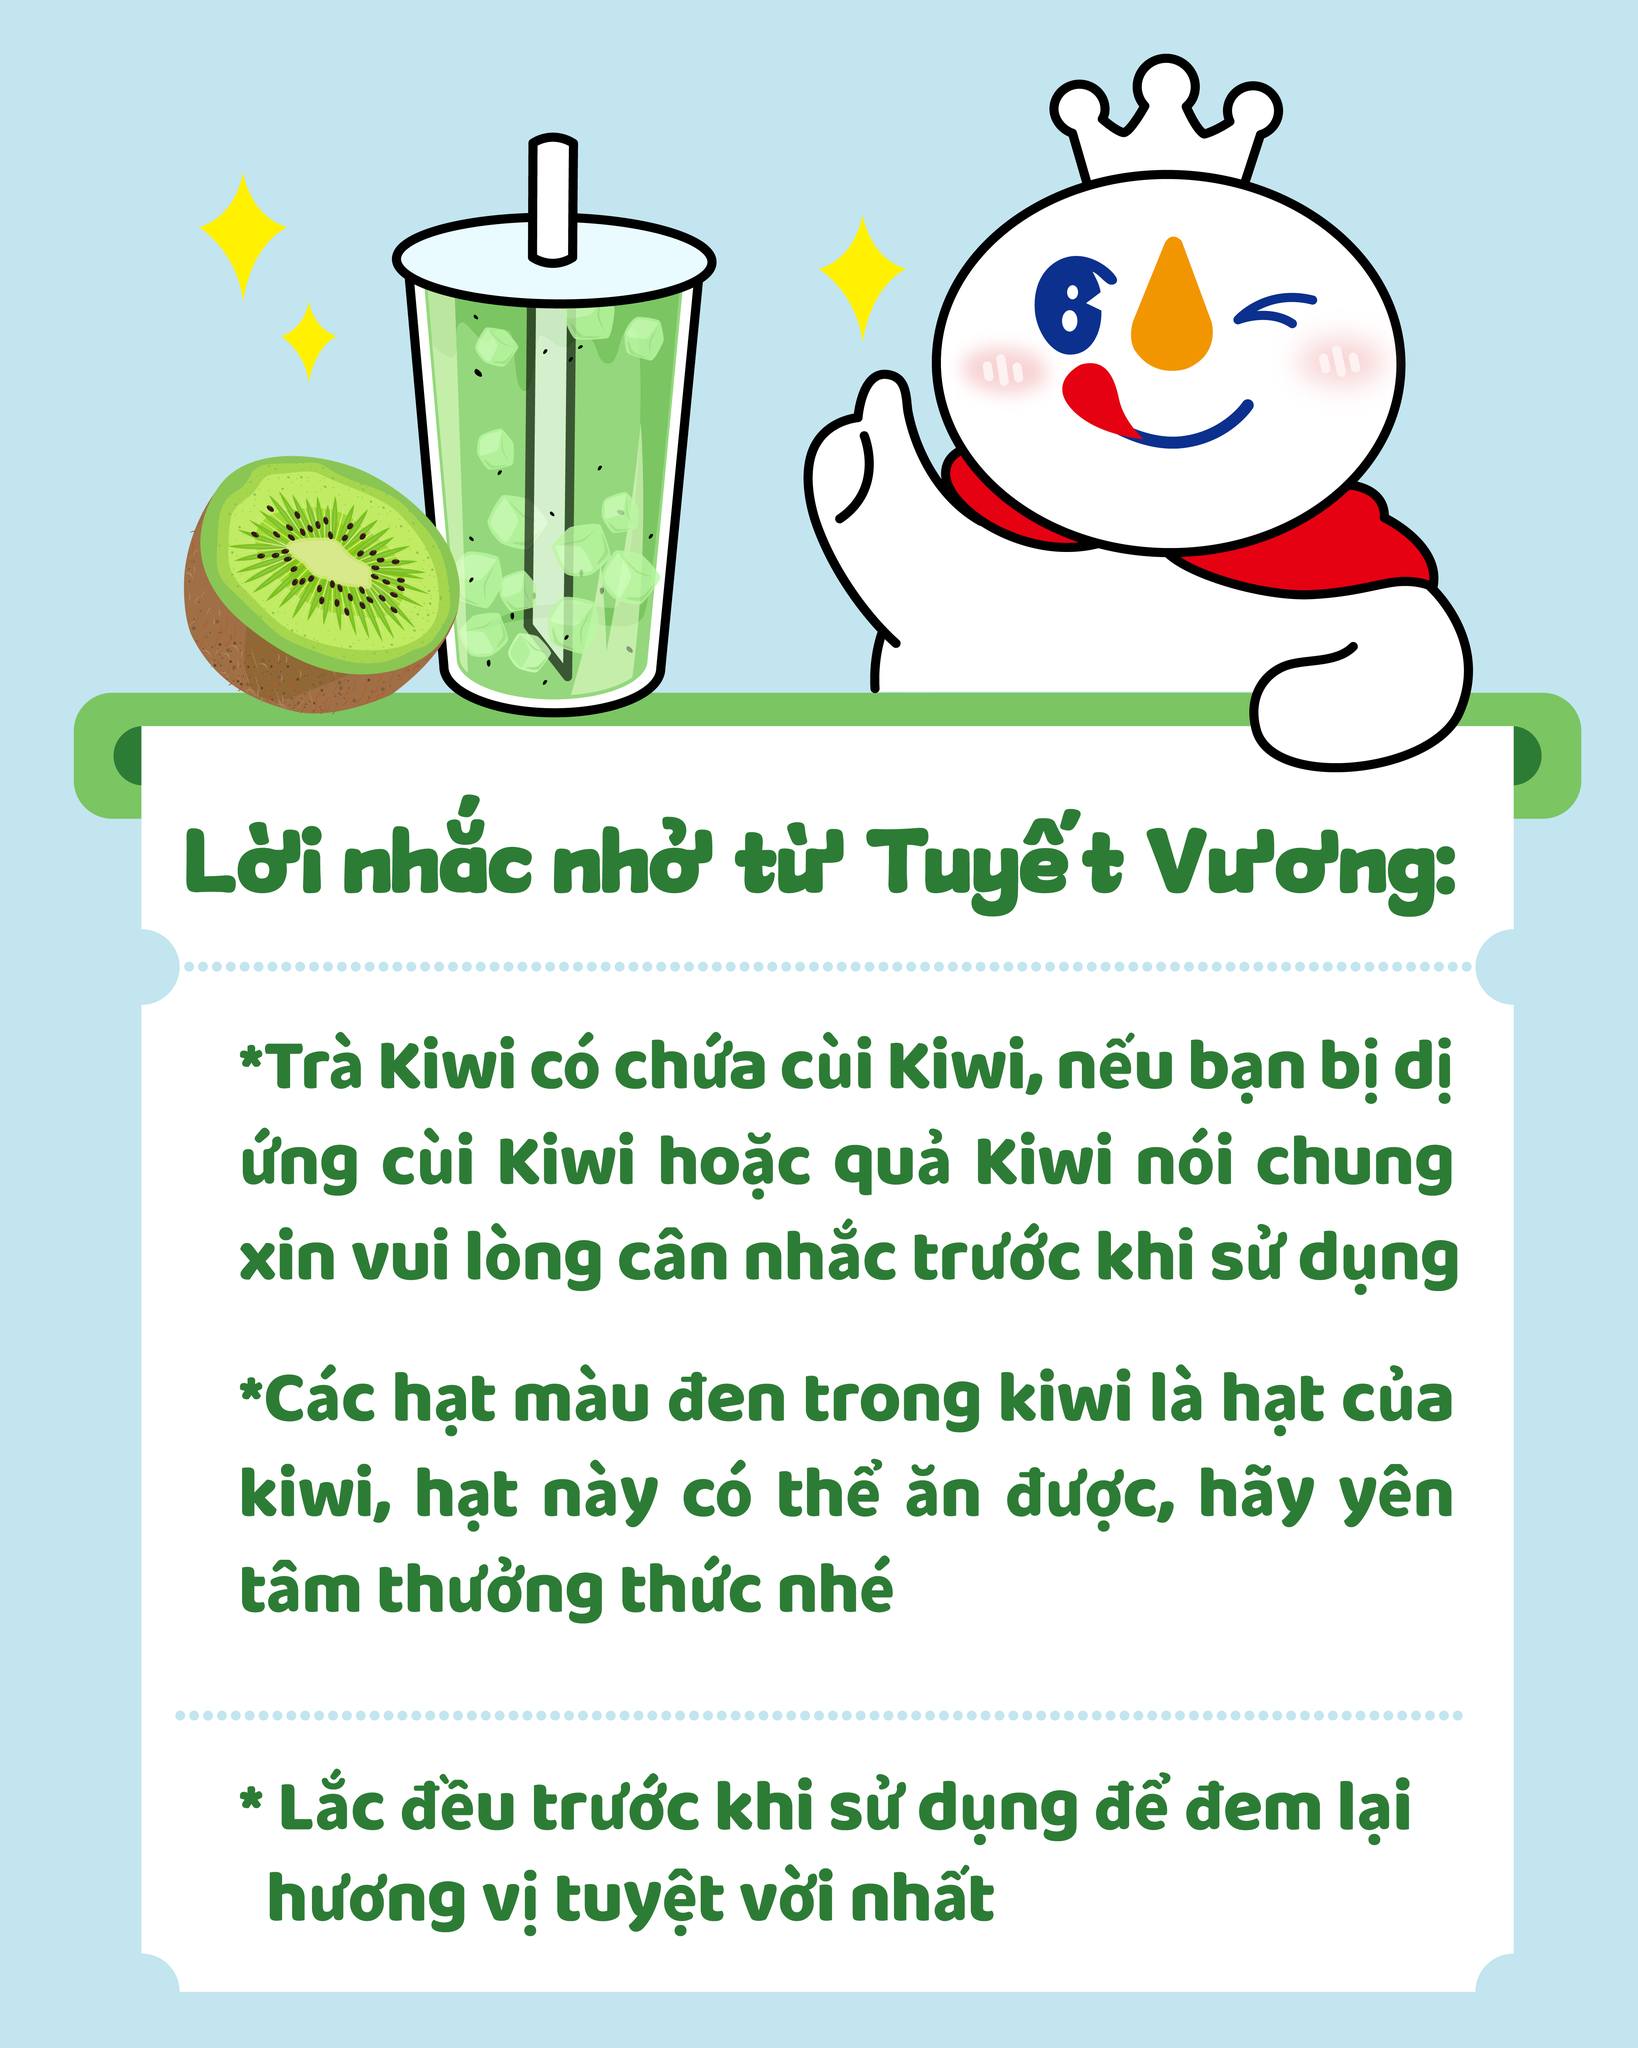 Lời nhắc nhở từ Tuyết Vương:
*Trà Kiwi có chứa cùi Kiwi, nếu bạn bị dị
ứng cùi Kiwi hoặc quả Kiwi nói chung
xin vui lòng cân nhắc trước khi sử dụng
*Các hạt màu đen trong kiwi là hạt của
kiwi, hạt này có thể ăn được, hãy yên
tâm thưởng thức nhé
* Lắc đều trước khi sử dụng để đem lại
hương vị tuyệt vời nhất